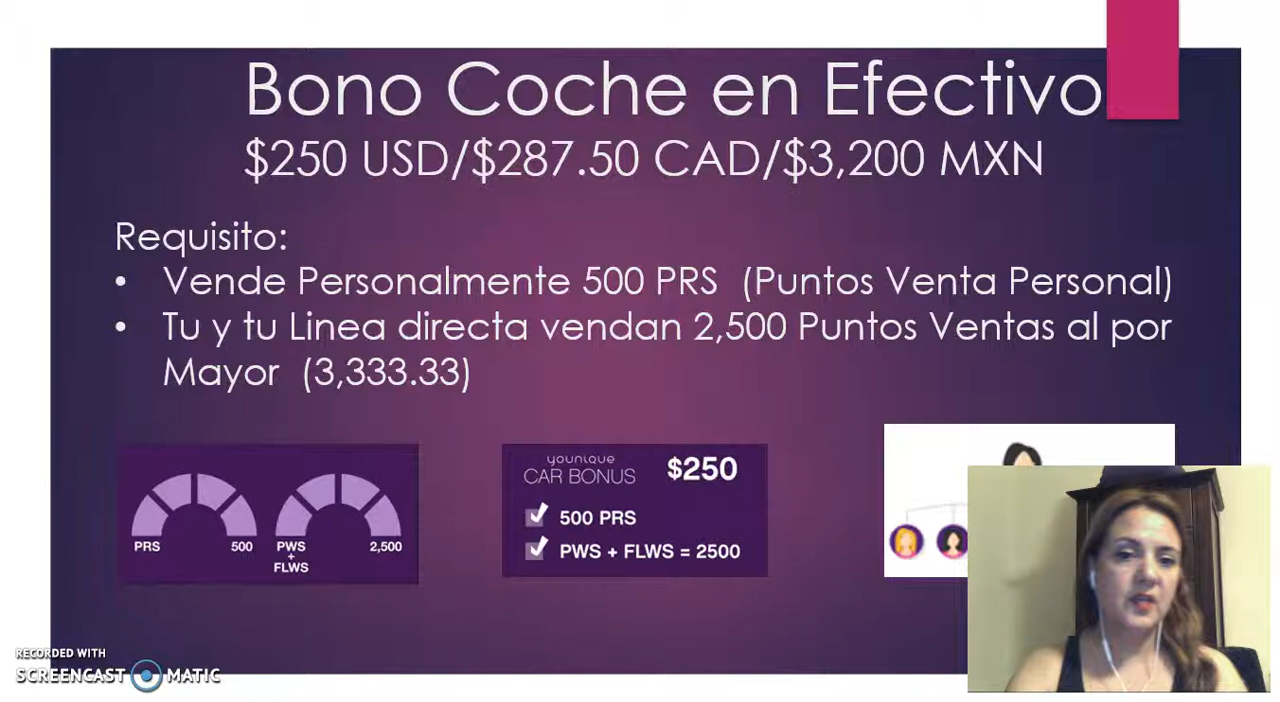 Bono Coche en Efectivo
$250 USD/$287.50 CAD/$3,200 MXN
Requisito:
• Vende Personalmente 500 PRS (Puntos Venta Personal)
• Tu y tu Linea directa vendan 2,500 Puntos Ventas al por
Mayor (3,333.33)
PRS 500
PWS + FLWS 2,500
younique
CAR BONUS $250
500 PRS
PWS + FLWS = 2500
RECORDED WITH
SCREENCAST MATIC